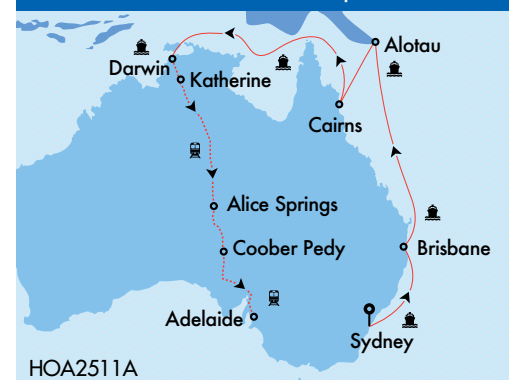 Alotau
Darwin
Katherine
Cairns
Alice Springs
Coober Pedy
Brisbane
Adelaide
Sydney
HOA2511A